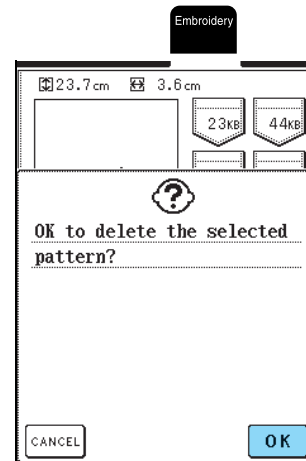 Embroidery
23.7cm 3.6cm
23KB 44KB
OK to delete the selected
pattern?
CANCEL OK